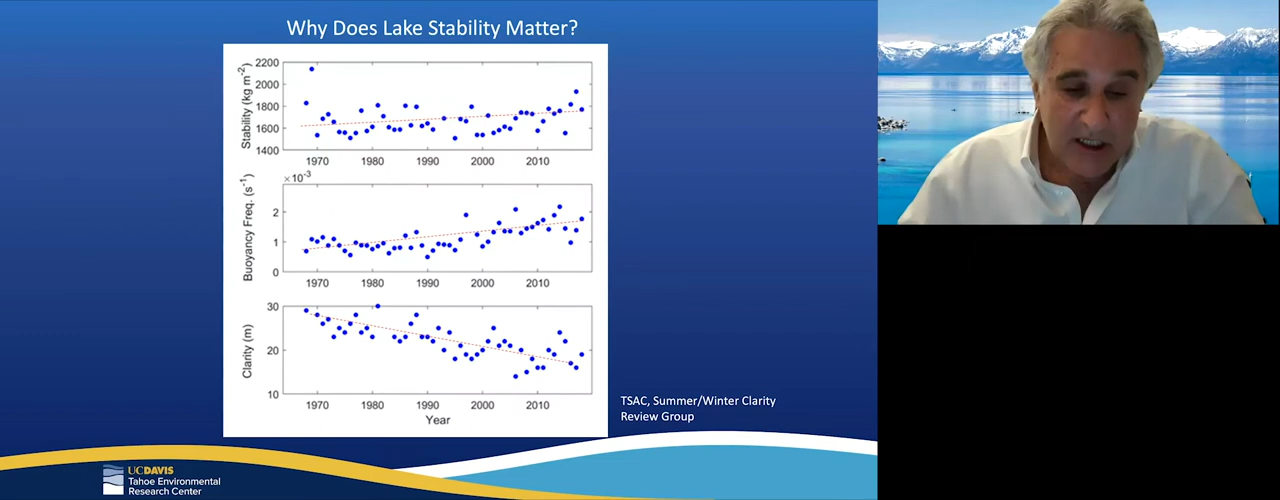 Why Does Lake Stability Matter?
Stability (kg m-2)
2200
2000
1800
1600
1400
1970 1980 1990 2000 2010
×10-3
Buoyancy Freq. (s-1)
2
1
0
1970 1980 1990 2000 2010
Clarity (m)
30
20
10
1970 1980 1990 2000 2010
Year
TSAC, Summer/Winter Clarity
Review Group
UCDAVIS
Tahoe Environmental
Research Center